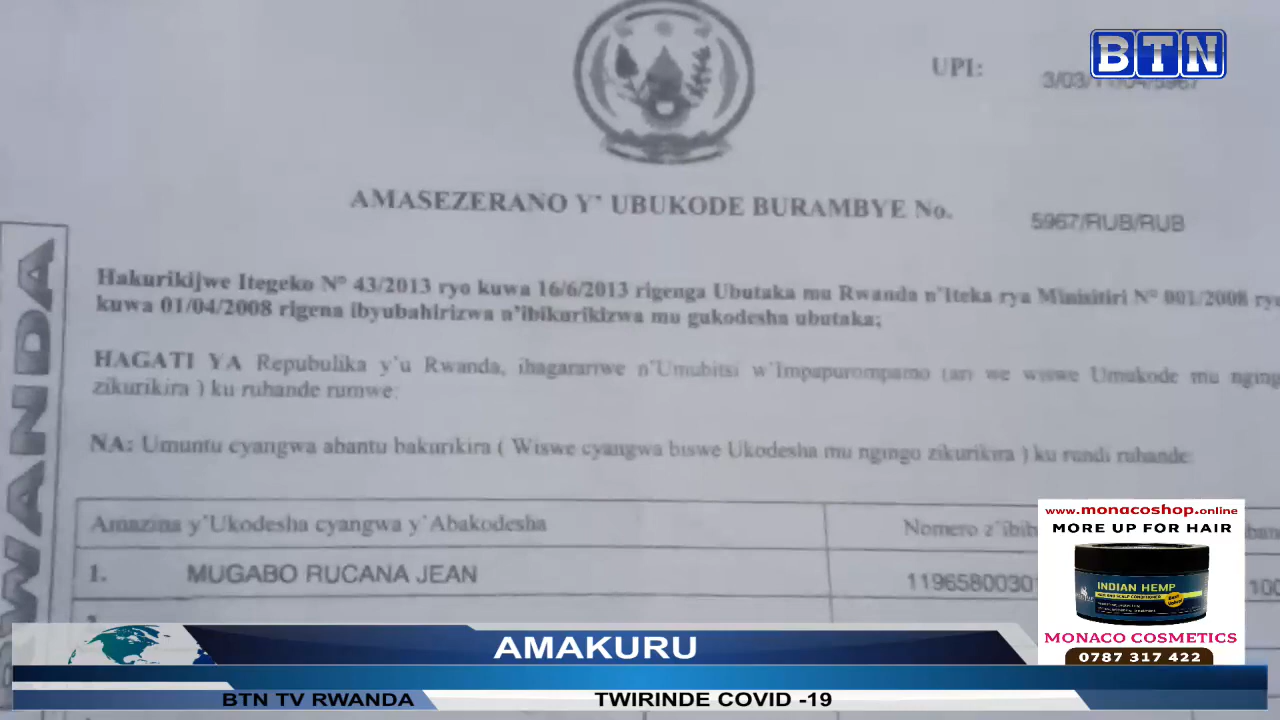 BTN
UPI:
AMASEZERANO Y' UBUKODE BURAMBYE No.
5967/RUB/RUB
Hakurikijwe Itegeko N° 43/2013 ryo kuwa 16/6/2013 rigenga Ubutaka mu Rwanda n'Iteka rya Minisitiri N° 001/2008 ryo
kuwa 01/04/2008 rigena ibyubahirizwa n'ibikurikizwa mu gukodesha ubutaka;
HAGATI YA Repubulika y'u Rwanda, ihagarariwe n'Umubitsi w'Impapurompamo (ari we wiswe Umukode mu ngingo
zikurikira ) ku ruhande rumwe:
NA: Umuntu cyangwa abantu bakurikira ( Wiswe cyangwa biswe Ukodesha mu ngingo zikurikira ) ku rundi ruhande:
RWANDA
Amazina y'Ukodesha cyangwa y'Abakodesha
Nomero
1. MUGABO RUCANA JEAN
www.monacoshop.online
MORE UP FOR HAIR
INDIAN HEMP
MONACO COSMETICS
0787 317 422
AMAKURU
BTN TV RWANDA
TWIRINDE COVID -19